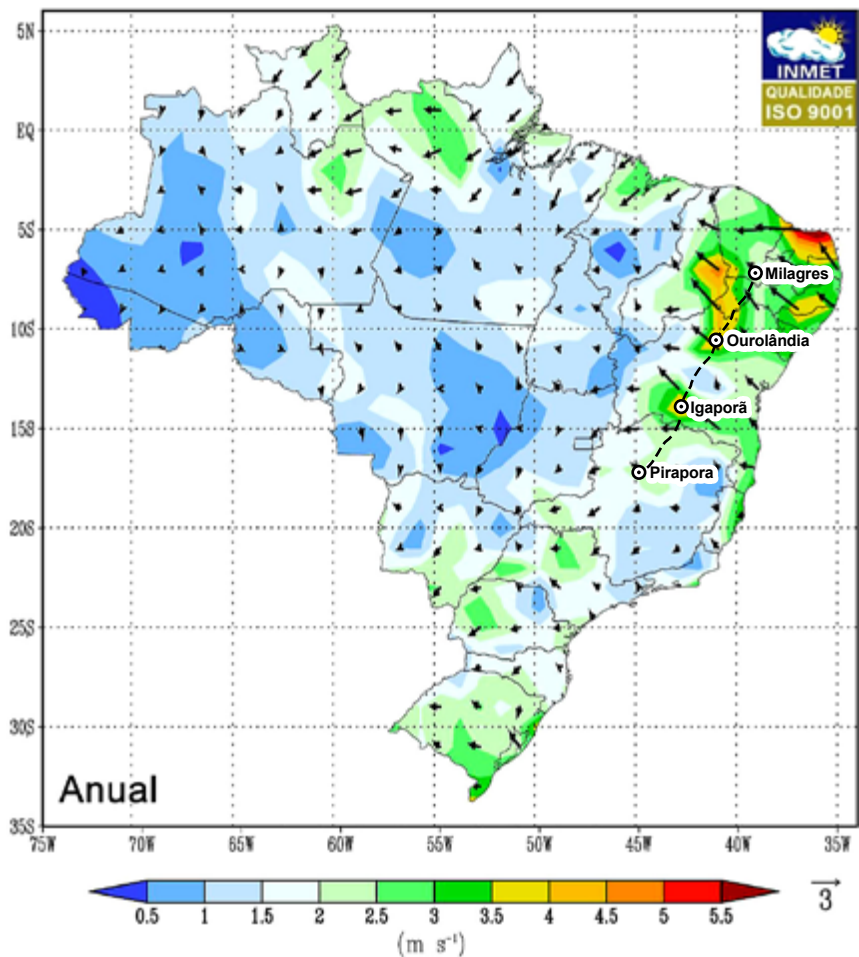 5N
INMET
QUALIDADE
ISO 9001
EQ
5S
Milagres
10S
Ourolândia
Igaporã
15S
Pirapora
20S
25S
30S
Anual
35S
75W 70W 65W 60W 55W 50W 45W 40W 35W
0.5 1 1.5 2 2.5 3 3.5 4 4.5 5 5.5
3
(m s⁻¹)